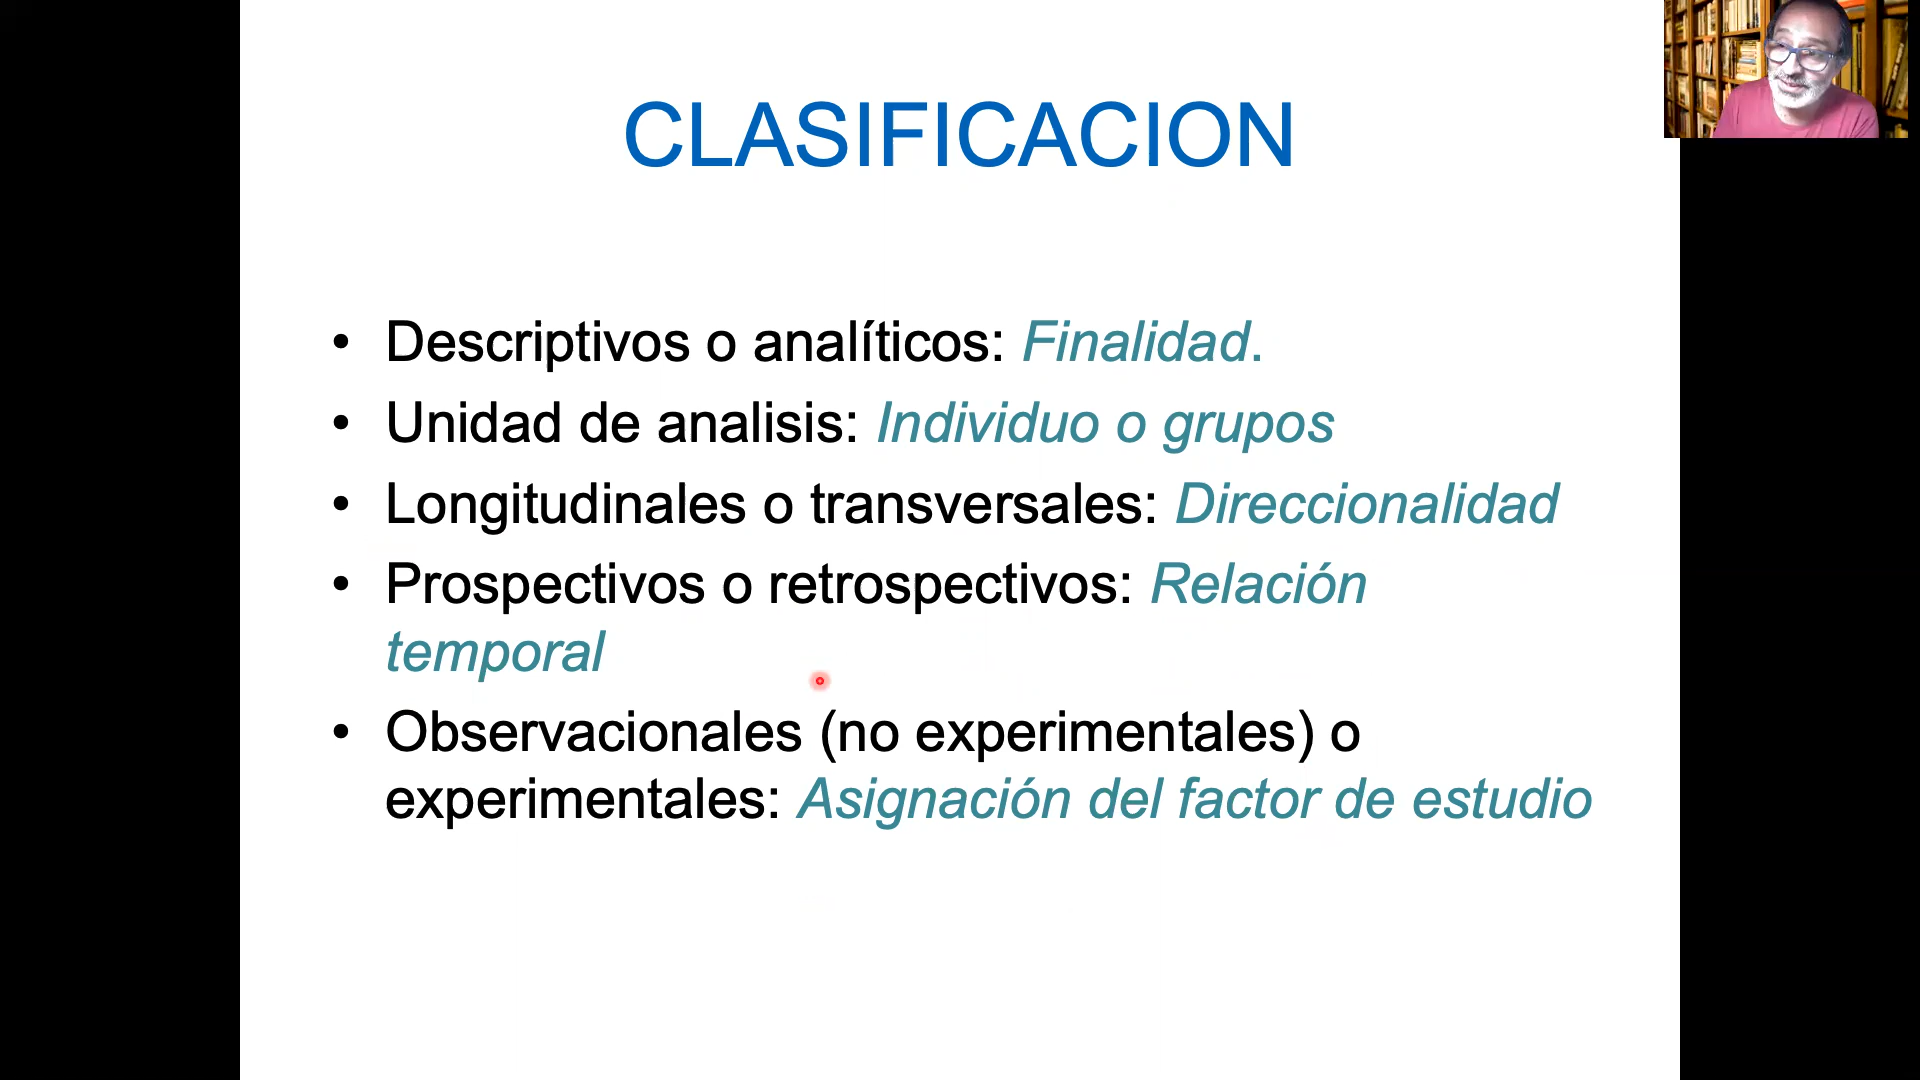 CLASIFICACION
• Descriptivos o analíticos: Finalidad.
• Unidad de analisis: Individuo o grupos
• Longitudinales o transversales: Direccionalidad
• Prospectivos o retrospectivos: Relación
temporal
• Observacionales (no experimentales) o
experimentales: Asignación del factor de estudio